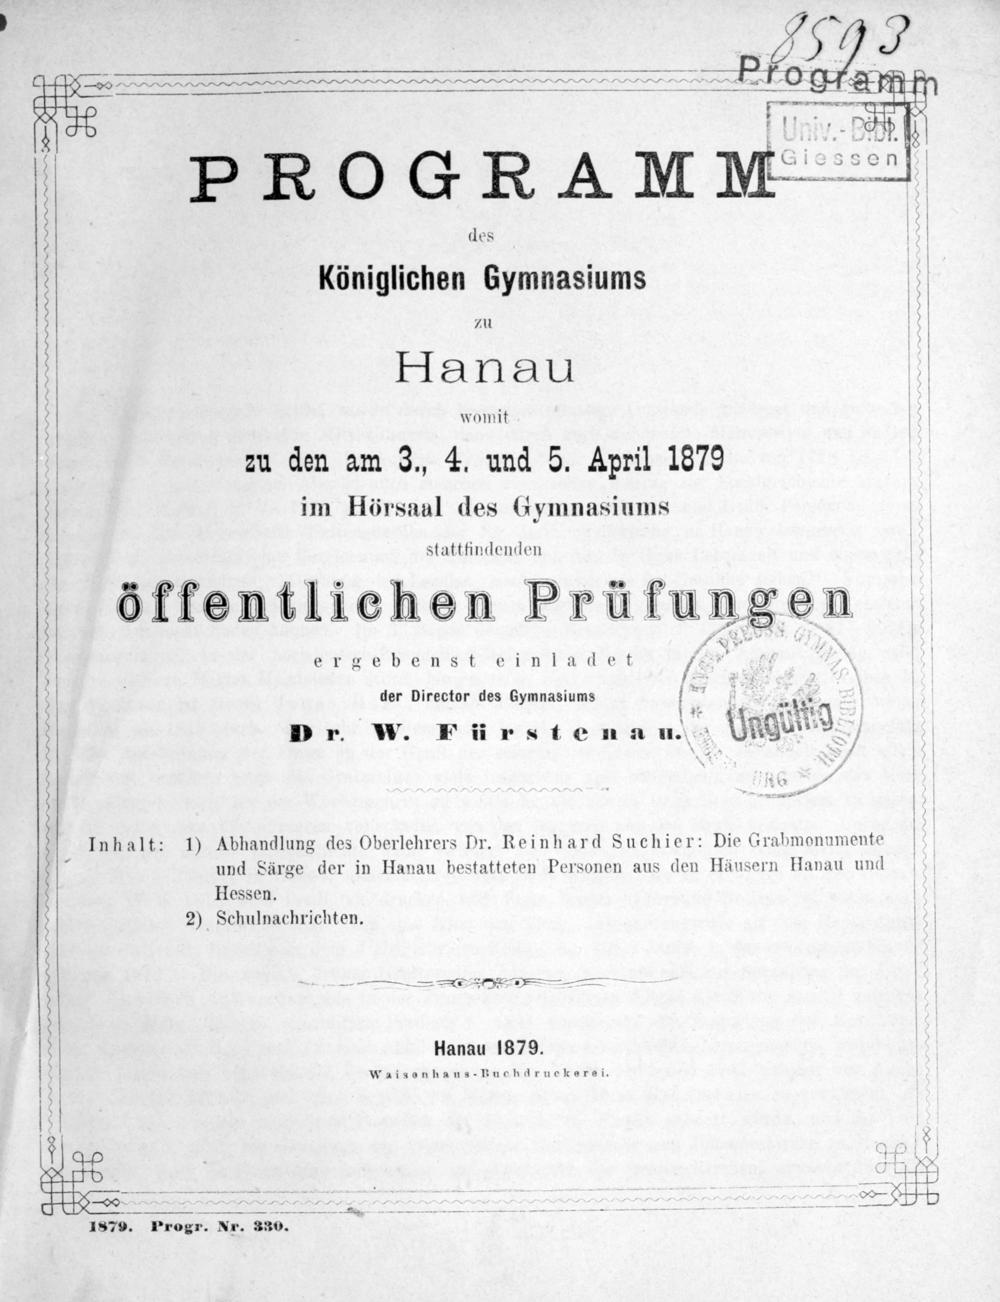 8593
Programm
Univ.-Bibl.
Giessen
PROGRAMM
des
Königlichen Gymnasiums
zu
Hanau
womit
zu den am 3., 4. und 5. April 1879
im Hörsaal des Gymnasiums
stattfindenden
öffentlichen Prüfungen
ergebenst einladet
der Director des Gymnasiums
Dr. W. Fürstenau.
PREUSS. GYMNAS. BIBLIOTH.
Ungültig
Inhalt: 1) Abhandlung des Oberlehrers Dr. Reinhard Suchier: Die Grabmonumente
und Särge der in Hanau bestatteten Personen aus den Häusern Hanau und
Hessen.
2) Schulnachrichten.
Hanau 1879.
Waisenhaus-Buchdruckerei.
1879. Progr. Nr. 330.